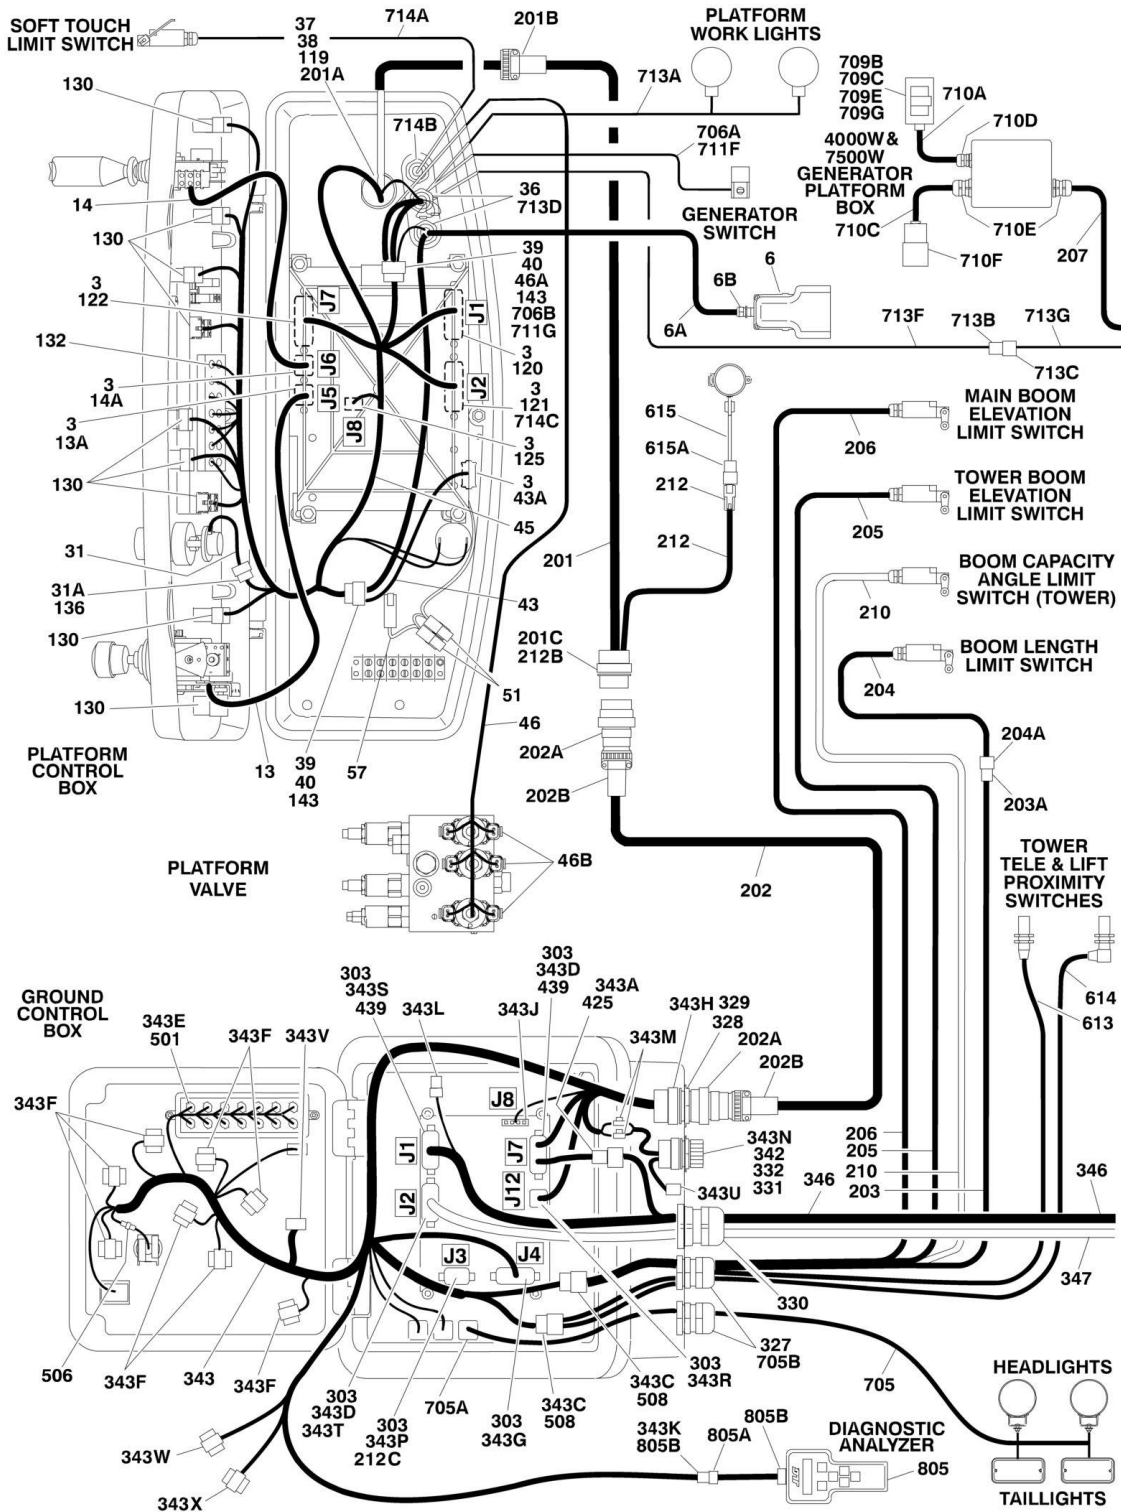 SOFT TOUCH
LIMIT SWITCH
37
38
119
201A
714A
201B
PLATFORM
WORK LIGHTS
709B
709C
709E
709G
710A
130
713A
710D
714B
706A
711F
4000W &
7500W
GENERATOR
PLATFORM
BOX
14
36
713D
GENERATOR
SWITCH
710C
710E
130
710F
207
39
40
46A
143
706B
711G
6
6B
6A
3
122
J7
J1
713F
713B
713G
713C
132
J6
3
120
3
14A
J5
J2
3
121
714C
MAIN BOOM
ELEVATION
LIMIT SWITCH
615
206
3
13A
J8
615A
3
125
TOWER BOOM
ELEVATION
LIMIT SWITCH
130
3
43A
212
205
45
31
201
212
BOOM CAPACITY
ANGLE LIMIT
SWITCH (TOWER)
31A
136
43
210
130
201C
212B
BOOM LENGTH
LIMIT SWITCH
204
51
130
46
202A
204A
PLATFORM
CONTROL
BOX
13
39
40
143
57
202B
203A
TOWER
TELE & LIFT
PROXIMITY
SWITCHES
PLATFORM
VALVE
46B
202
303
343S
439
303
343D
439
343A
425
GROUND
CONTROL
BOX
343L
343J
343H
329
328
614
613
343E
501
343F
343V
343M
202A
202B
343F
J8
J1
J7
343N
342
332
331
206
205
210
203
J2
J12
343U
346
346
J3
J4
347
330
506
343F
343
343F
303
343D
343T
303
343P
212C
705A
303
343G
343C
508
343C
508
303
343R
327
705B
705
HEADLIGHTS
343W
343K
805B
805A
805B
DIAGNOSTIC
ANALYZER
JLG
805
343X
TAILLIGHTS